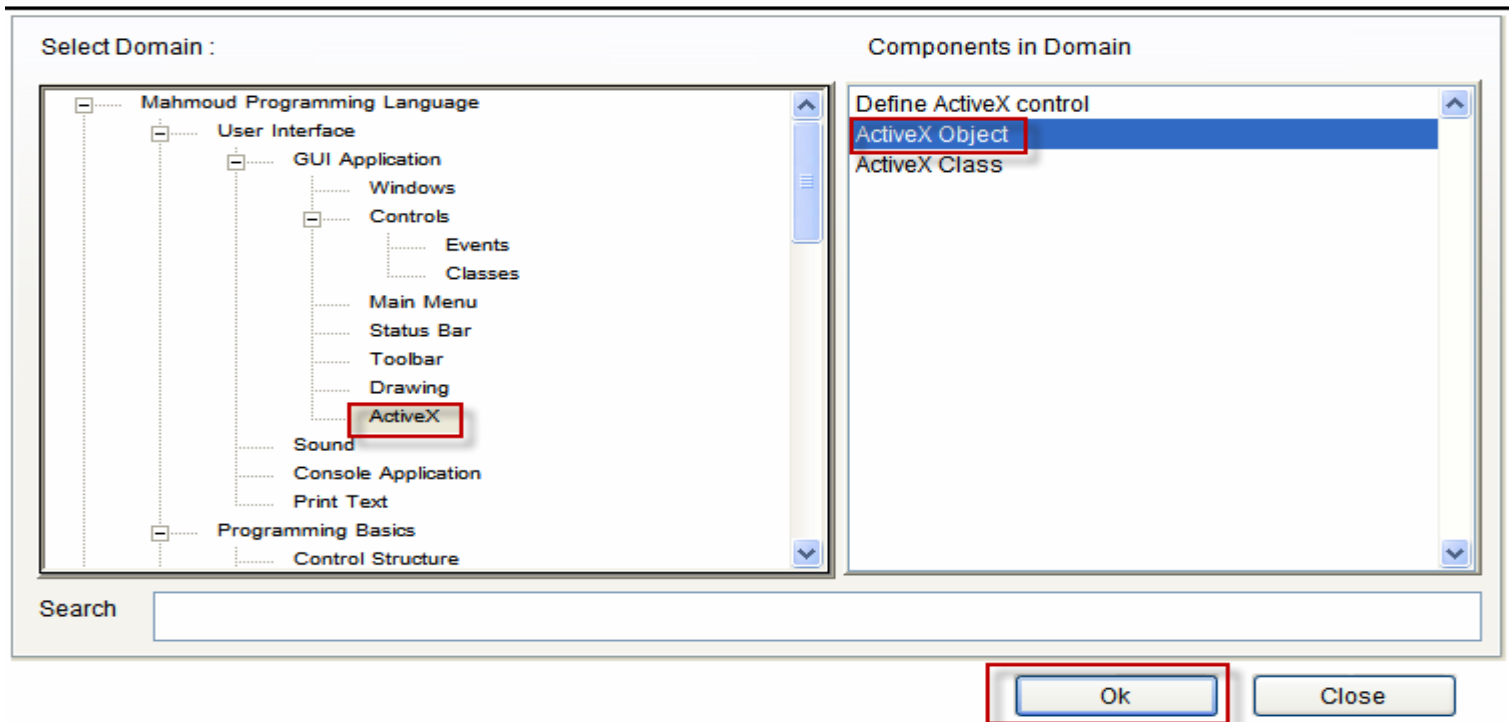 Select Domain :
Components in Domain
Mahmoud Programming Language
User Interface
GUI Application
Windows
Controls
Events
Classes
Main Menu
Status Bar
Toolbar
Drawing
ActiveX
Sound
Console Application
Print Text
Programming Basics
Control Structure
Define ActiveX control
ActiveX Object
ActiveX Class
Search
Ok
Close